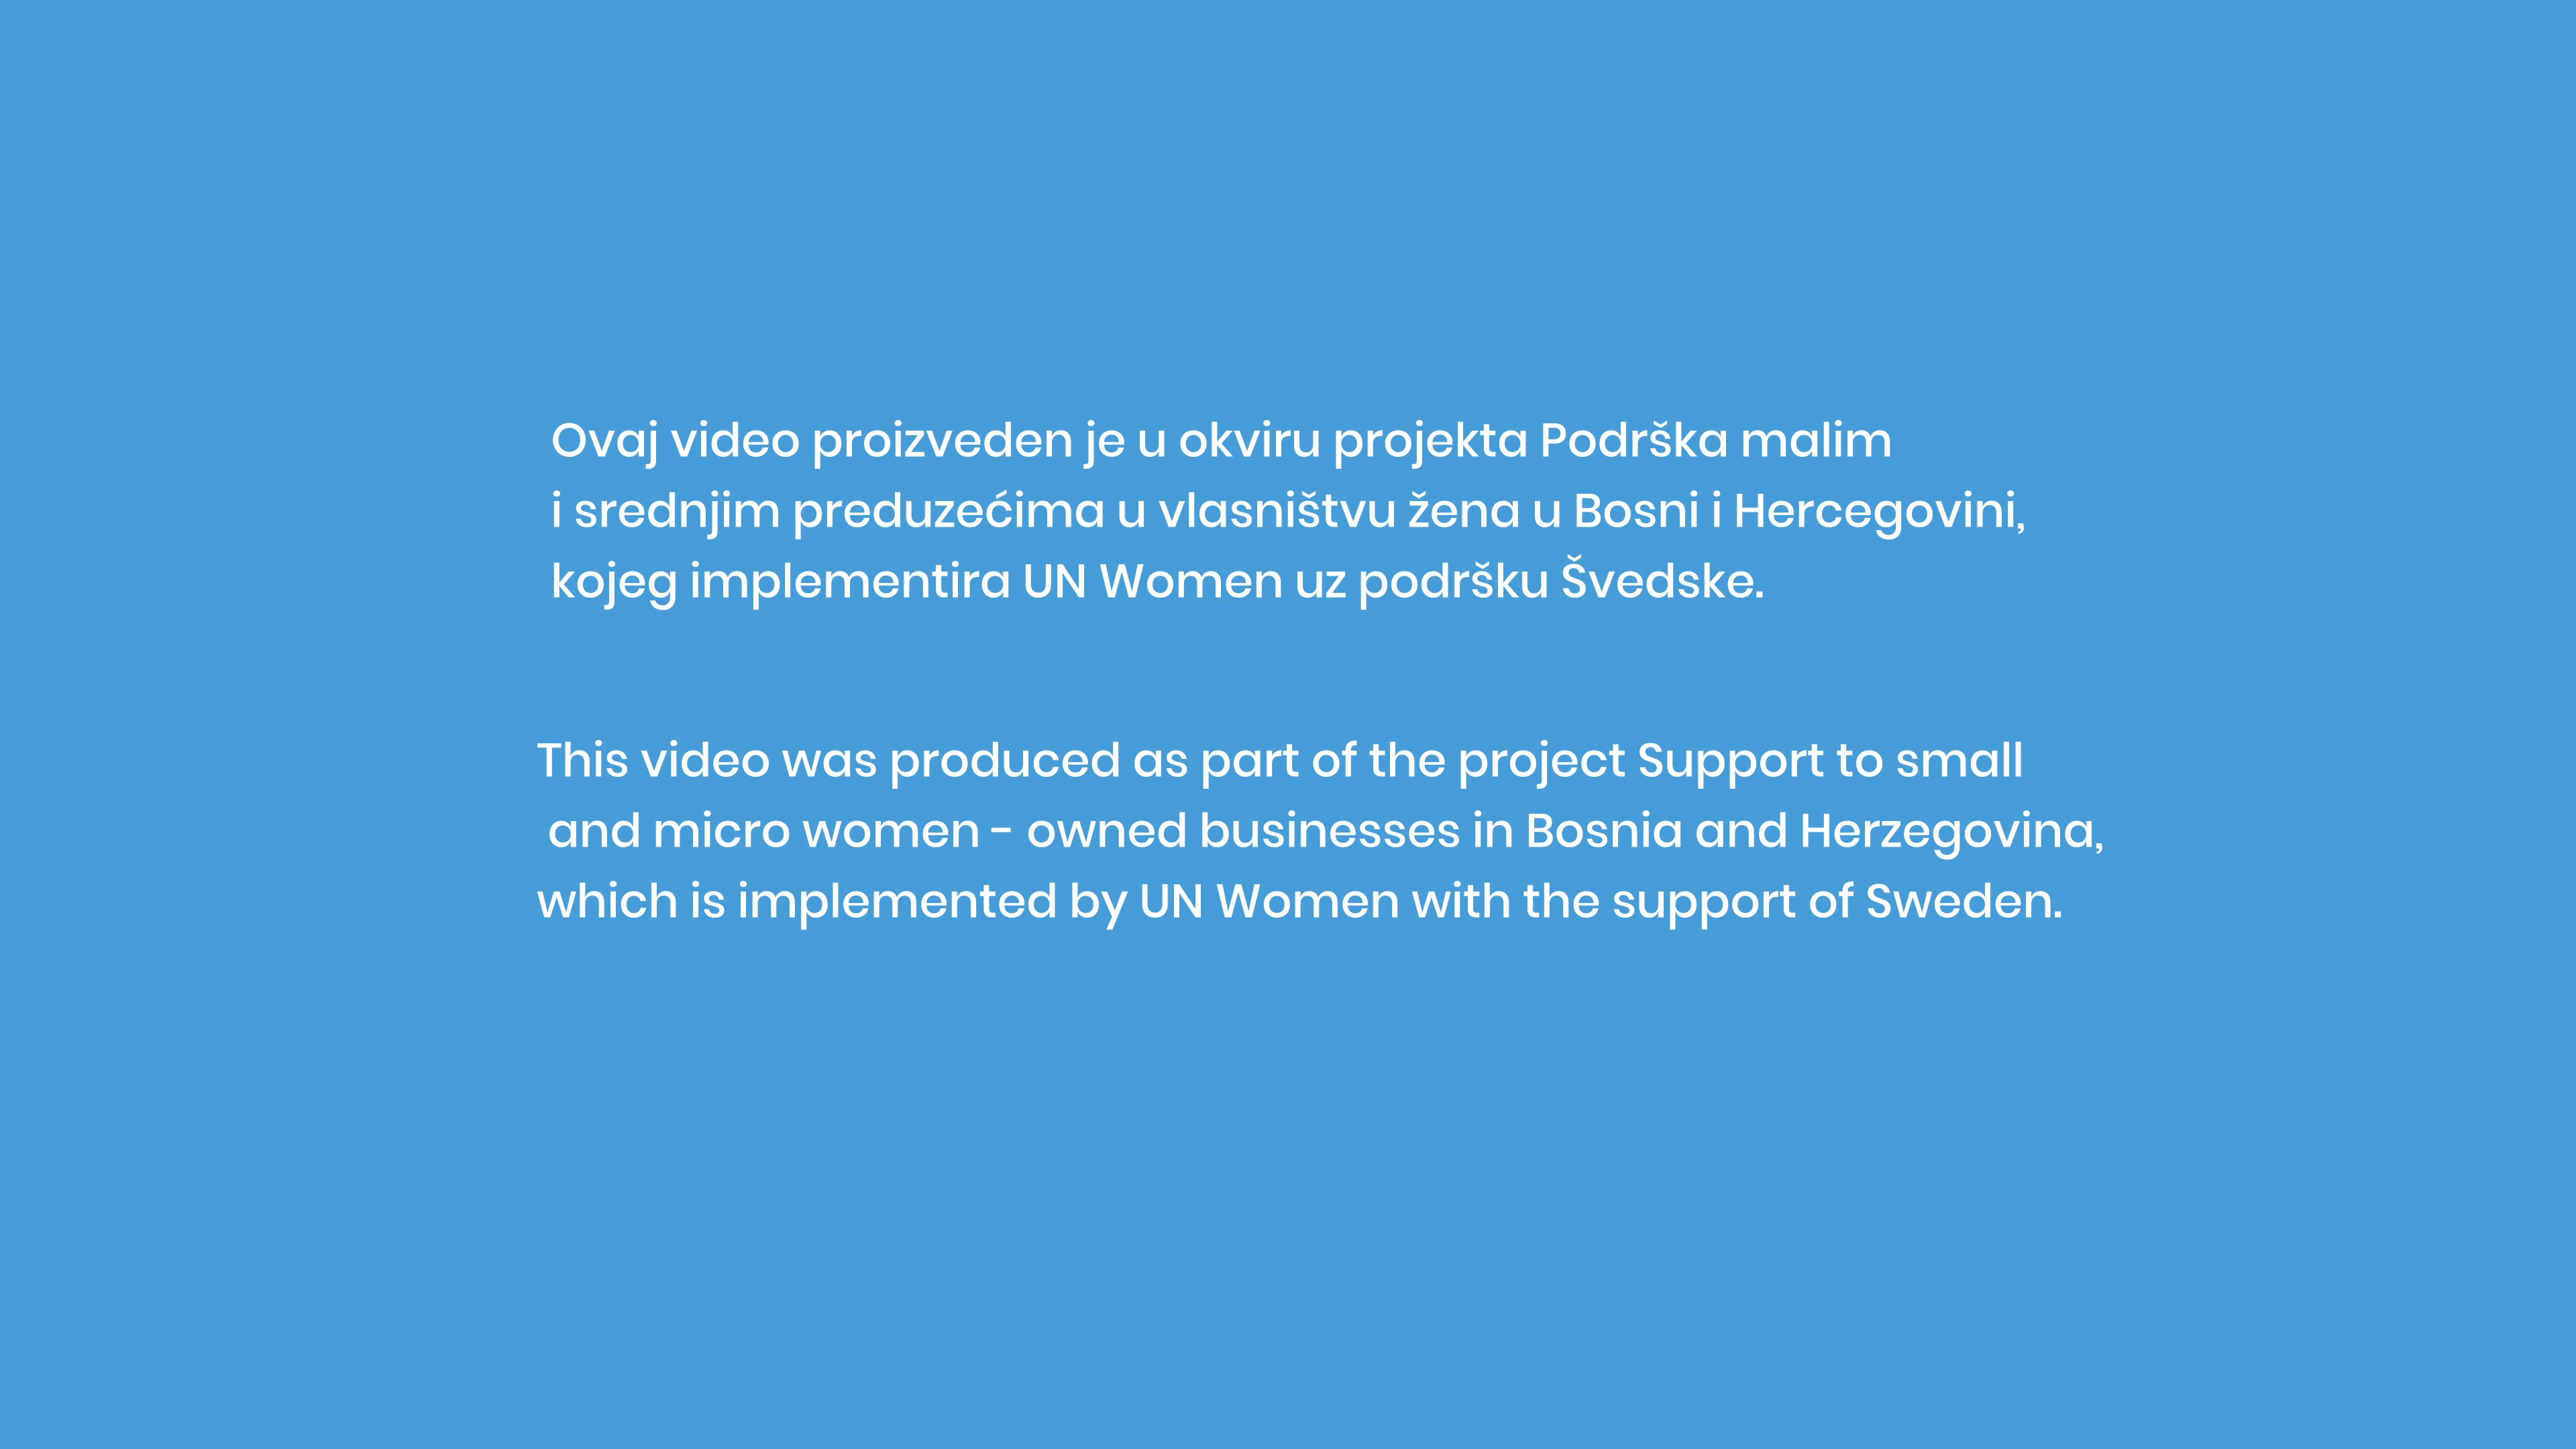 Ovaj video proizveden je u okviru projekta Podrška malim
i srednjim preduzećima u vlasništvu žena u Bosni i Hercegovini,
kojeg implementira UN Women uz podršku Švedske.
This video was produced as part of the project Support to small
and micro women - owned businesses in Bosnia and Herzegovina,
which is implemented by UN Women with the support of Sweden.